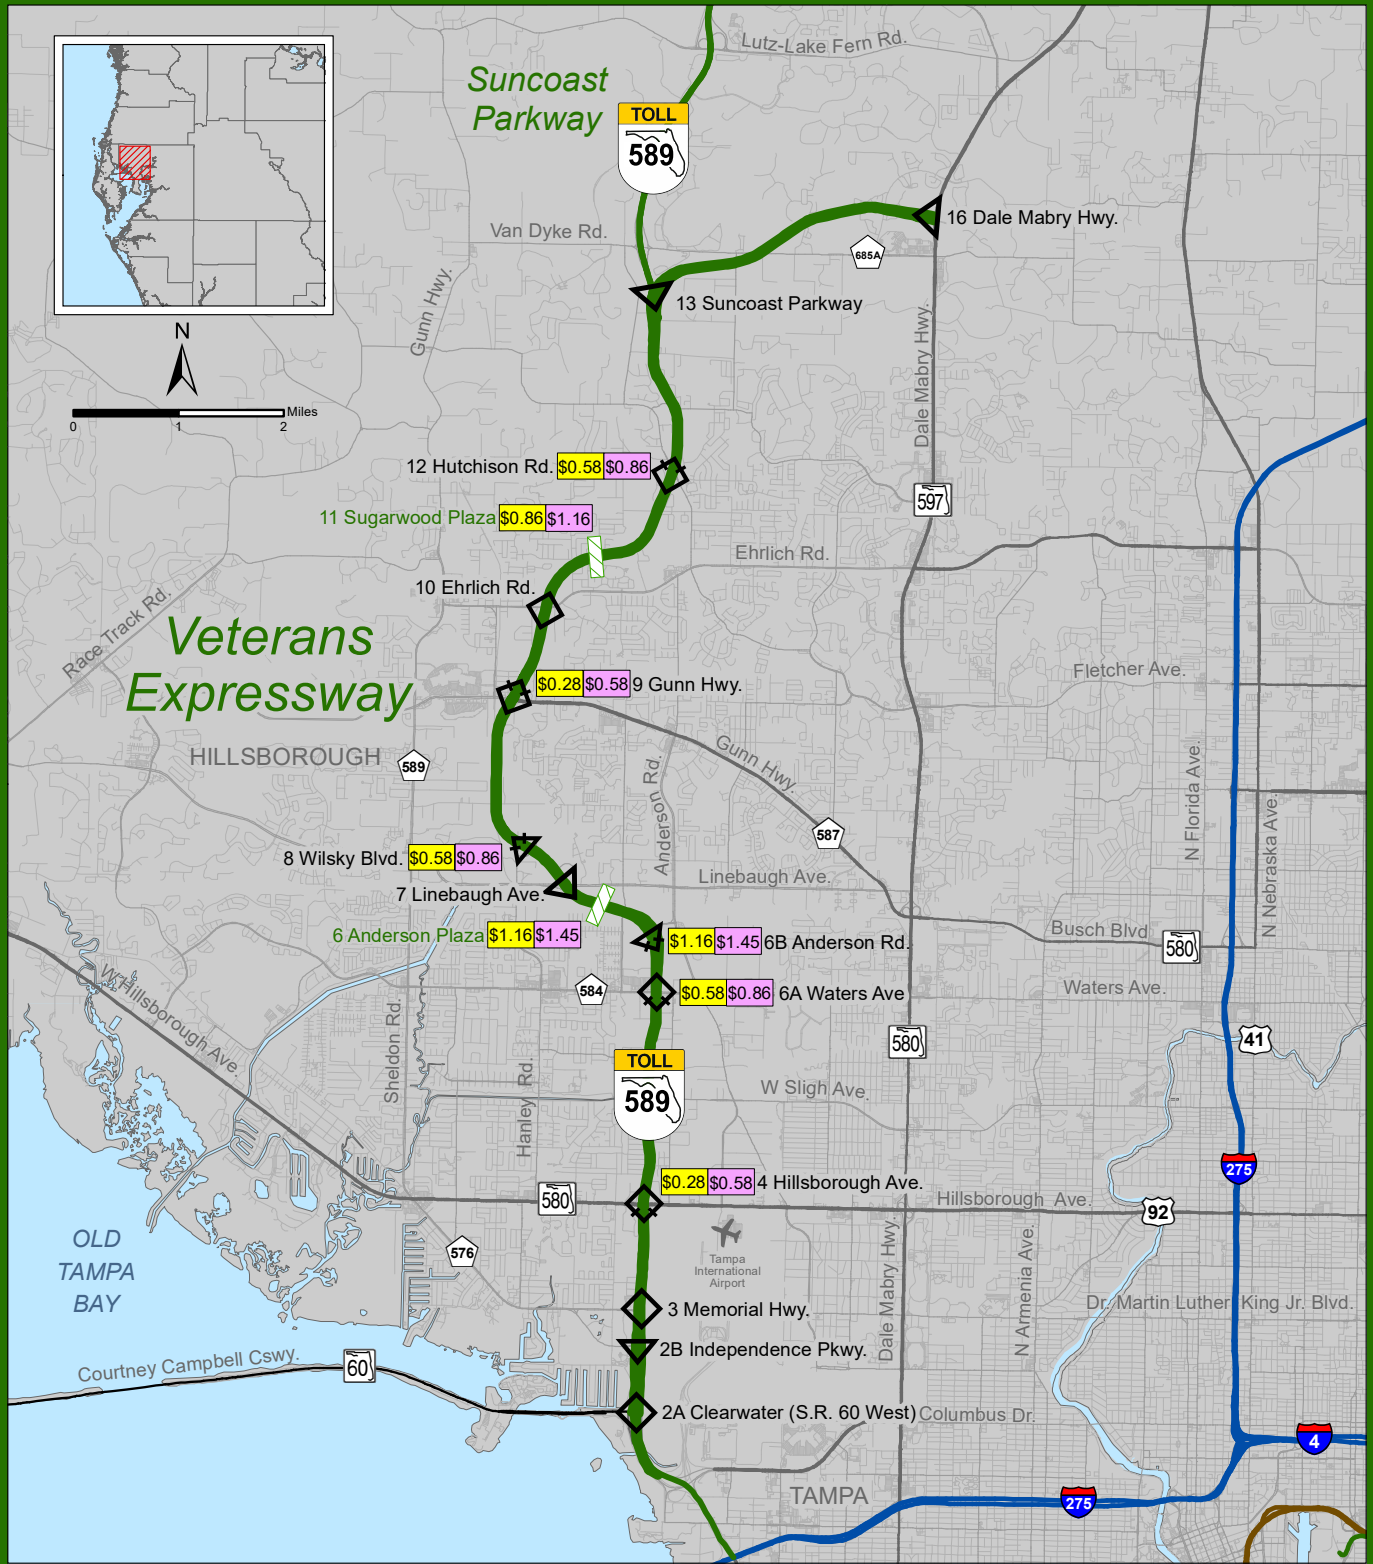 Lutz-Lake Fern Rd.
Suncoast
Parkway
TOLL
589
Van Dyke Rd.
16 Dale Mabry Hwy.
685A
Gunn Hwy.
13 Suncoast Parkway
N
Miles
0 1 2
Dale Mabry Hwy.
12 Hutchison Rd. $0.58 $0.86
597
11 Sugarwood Plaza $0.86 $1.16
Ehrlich Rd.
10 Ehrlich Rd.
Race Track Rd.
Veterans
Expressway
$0.28 $0.58 9 Gunn Hwy.
Fletcher Ave.
HILLSBOROUGH
589
Gunn Hwy.
Anderson Rd.
N Florida Ave.
N Nebraska Ave.
587
8 Wilsky Blvd. $0.58 $0.86
7 Linebaugh Ave.
Linebaugh Ave.
6 Anderson Plaza $1.16 $1.45
$1.16 $1.45 6B Anderson Rd.
Busch Blvd
580
W Hillsborough Ave.
584
$0.58 $0.86 6A Waters Ave
Waters Ave.
Sheldon Rd.
580
41
TOLL
589
Hanley Rd.
W Sligh Ave.
275
$0.28 $0.58 4 Hillsborough Ave.
580
Hillsborough Ave.
92
OLD
TAMPA
BAY
576
Tampa
International
Airport
Dale Mabry Hwy.
N Armenia Ave.
3 Memorial Hwy.
Dr. Martin Luther King Jr. Blvd.
2B Independence Pkwy.
Courtney Campbell Cswy.
60
2A Clearwater (S.R. 60 West)
Columbus Dr.
4
TAMPA
275